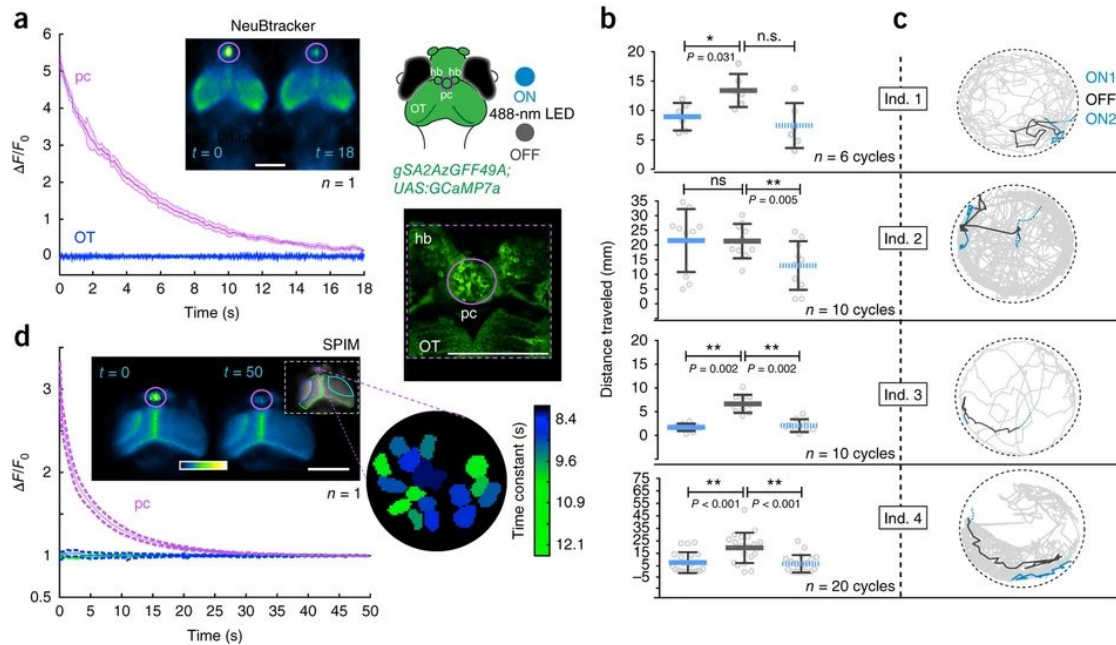 a
NeuBtracker
6
5
4
3
2
1
0
ΔF/F0
pc
OT
t = 0
t = 18
n = 1
0 2 4 6 8 10 12 14 16 18
Time (s)
hb hb
pc
OT
ON
488-nm LED
OFF
gSA2AzGFF49A;
UAS:GCaMP7a
hb
pc
OT
d
SPIM
t = 0
t = 50
3
2
1
0.5
ΔF/F0
n = 1
pc
0 5 10 15 20 25 30 35 40 45 50
Time (s)
Time constant (s)
8.4
9.6
10.9
12.1
b
Distance traveled (mm)
20
15
10
5
0
*
P = 0.031
n.s.
n = 6 cycles
35
30
25
20
15
10
5
0
ns
**
P = 0.005
n = 10 cycles
20
15
10
5
0
** **
P = 0.002 P = 0.002
n = 10 cycles
75
65
55
45
35
25
15
5
–5
** **
P < 0.001 P < 0.001
n = 20 cycles
c
Ind. 1
Ind. 2
Ind. 3
Ind. 4
ON1
OFF
ON2